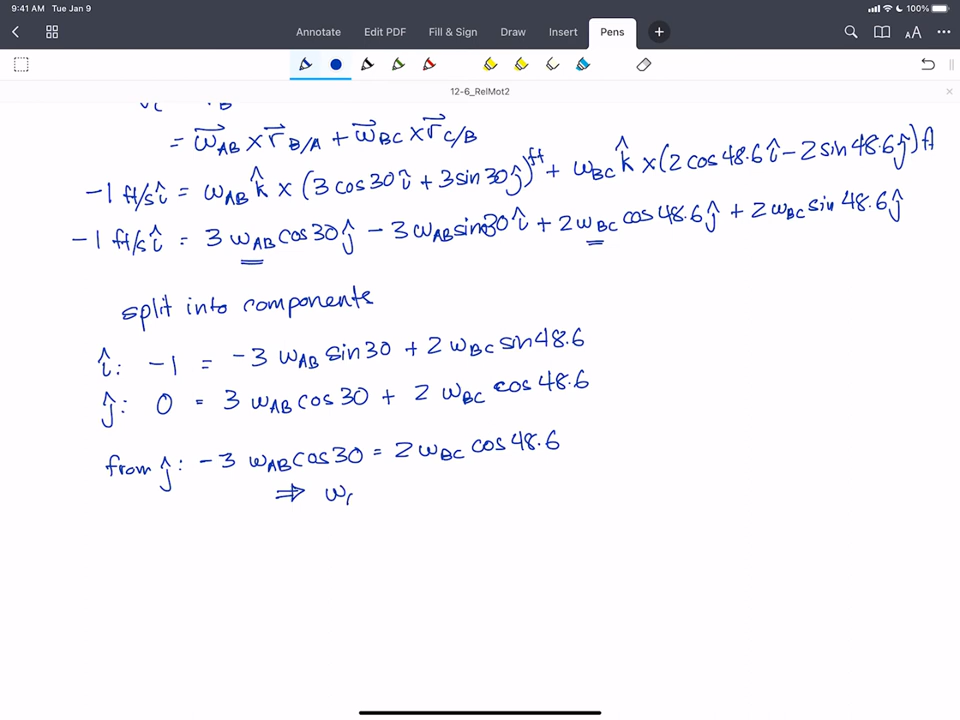 9:41 AM Tue Jan 9
100%
Annotate Edit PDF Fill & Sign Draw Insert Pens
12-6_RelMot2
= ω⃗AB × r⃗B/A + ω⃗BC × r⃗C/B
-1 ft/s î = ωAB k̂ × (3 cos 30 î + 3 sin 30 ĵ) ft + ωBC k̂ × (2 cos 48.6 î - 2 sin 48.6 ĵ) ft
-1 ft/s î = 3 ωAB cos 30 ĵ - 3 ωAB sin 30 î + 2 ωBC cos 48.6 ĵ + 2 ωBC sin 48.6 ĵ
split into components
î: -1 = -3 ωAB sin 30 + 2 ωBC sin 48.6
ĵ: 0 = 3 ωAB cos 30 + 2 ωBC cos 48.6
from ĵ: -3 ωAB cos 30 = 2 ωBC cos 48.6
⇒ ω